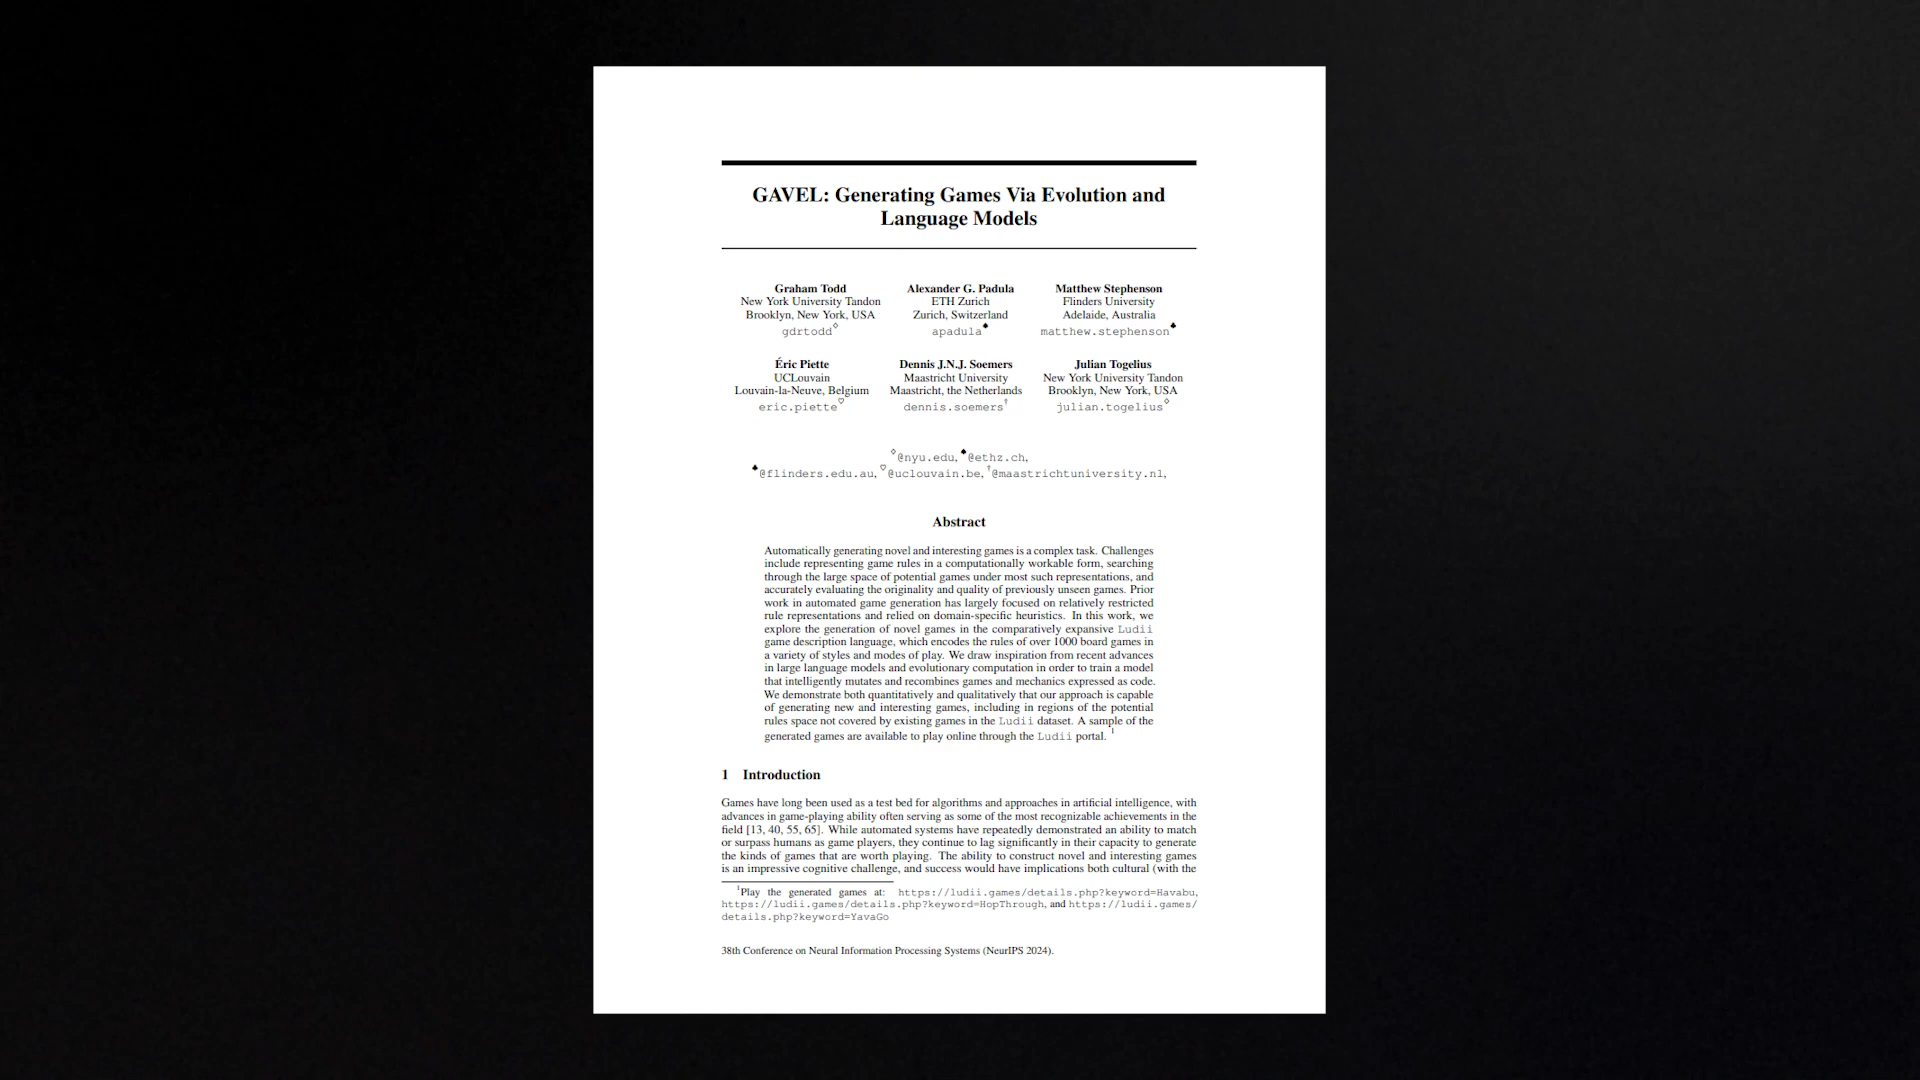 GAVEL: Generating Games Via Evolution and
Language Models
Graham Todd
New York University Tandon
Brooklyn, New York, USA
gdrtodd◇
Alexander G. Padula
ETH Zurich
Zurich, Switzerland
apadula♠
Matthew Stephenson
Flinders University
Adelaide, Australia
matthew.stephenson♣
Éric Piette
UCLouvain
Louvain-la-Neuve, Belgium
eric.piette♡
Dennis J.N.J. Soemers
Maastricht University
Maastricht, the Netherlands
dennis.soemers†
Julian Togelius
New York University Tandon
Brooklyn, New York, USA
julian.togelius◇
◇@nyu.edu, ♠@ethz.ch,
♣@flinders.edu.au, ♡@uclouvain.be, †@maastrichtuniversity.nl,
Abstract
Automatically generating novel and interesting games is a complex task. Challenges
include representing game rules in a computationally workable form, searching
through the large space of potential games under most such representations, and
accurately evaluating the originality and quality of previously unseen games. Prior
work in automated game generation has largely focused on relatively restricted
rule representations and relied on domain-specific heuristics. In this work, we
explore the generation of novel games in the comparatively expansive Ludii
game description language, which encodes the rules of over 1000 board games in
a variety of styles and modes of play. We draw inspiration from recent advances
in large language models and evolutionary computation in order to train a model
that intelligently mutates and recombines games and mechanics expressed as code.
We demonstrate both quantitatively and qualitatively that our approach is capable
of generating new and interesting games, including in regions of the potential
rules space not covered by existing games in the Ludii dataset. A sample of the
generated games are available to play online through the Ludii portal. 1
1 Introduction
Games have long been used as a test bed for algorithms and approaches in artificial intelligence, with
advances in game-playing ability often serving as some of the most recognizable achievements in the
field [13, 40, 55, 65]. While automated systems have repeatedly demonstrated an ability to match
or surpass humans as game players, they continue to lag significantly in their capacity to generate
the kinds of games that are worth playing. The ability to construct novel and interesting games
is an impressive cognitive challenge, and success would have implications both cultural (with the
1Play the generated games at: https://ludii.games/details.php?keyword=Havabu,
https://ludii.games/details.php?keyword=HopThrough, and https://ludii.games/
details.php?keyword=YavaGo
38th Conference on Neural Information Processing Systems (NeurIPS 2024).